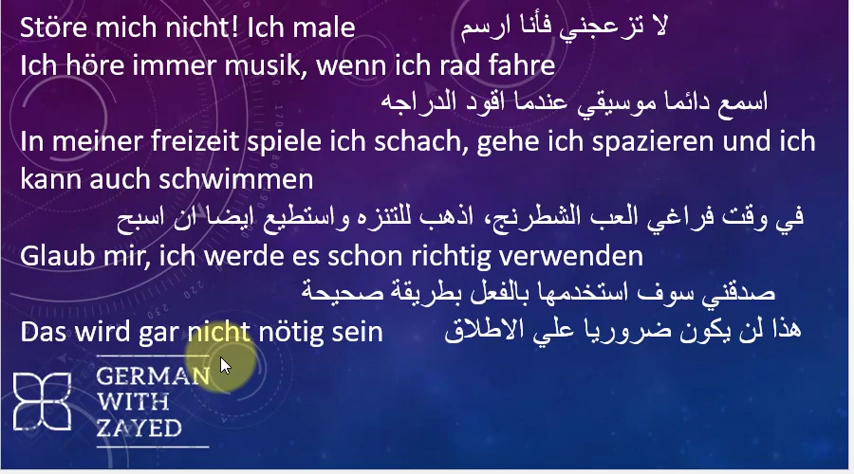 Störe mich nicht! Ich male لا تزعجني فأنا ارسم
Ich höre immer musik, wenn ich rad fahre
اسمع دائما موسيقي عندما اقود الدراجه
In meiner freizeit spiele ich schach, gehe ich spazieren und ich
kann auch schwimmen
في وقت فراغي العب الشطرنج، اذهب للتنزه واستطيع ايضا ان اسبح
Glaub mir, ich werde es schon richtig verwenden
صدقني سوف استخدمها بالفعل بطريقة صحيحة
Das wird gar nicht nötig sein هذا لن يكون ضروريا علي الاطلاق
GERMAN
WITH
ZAYED